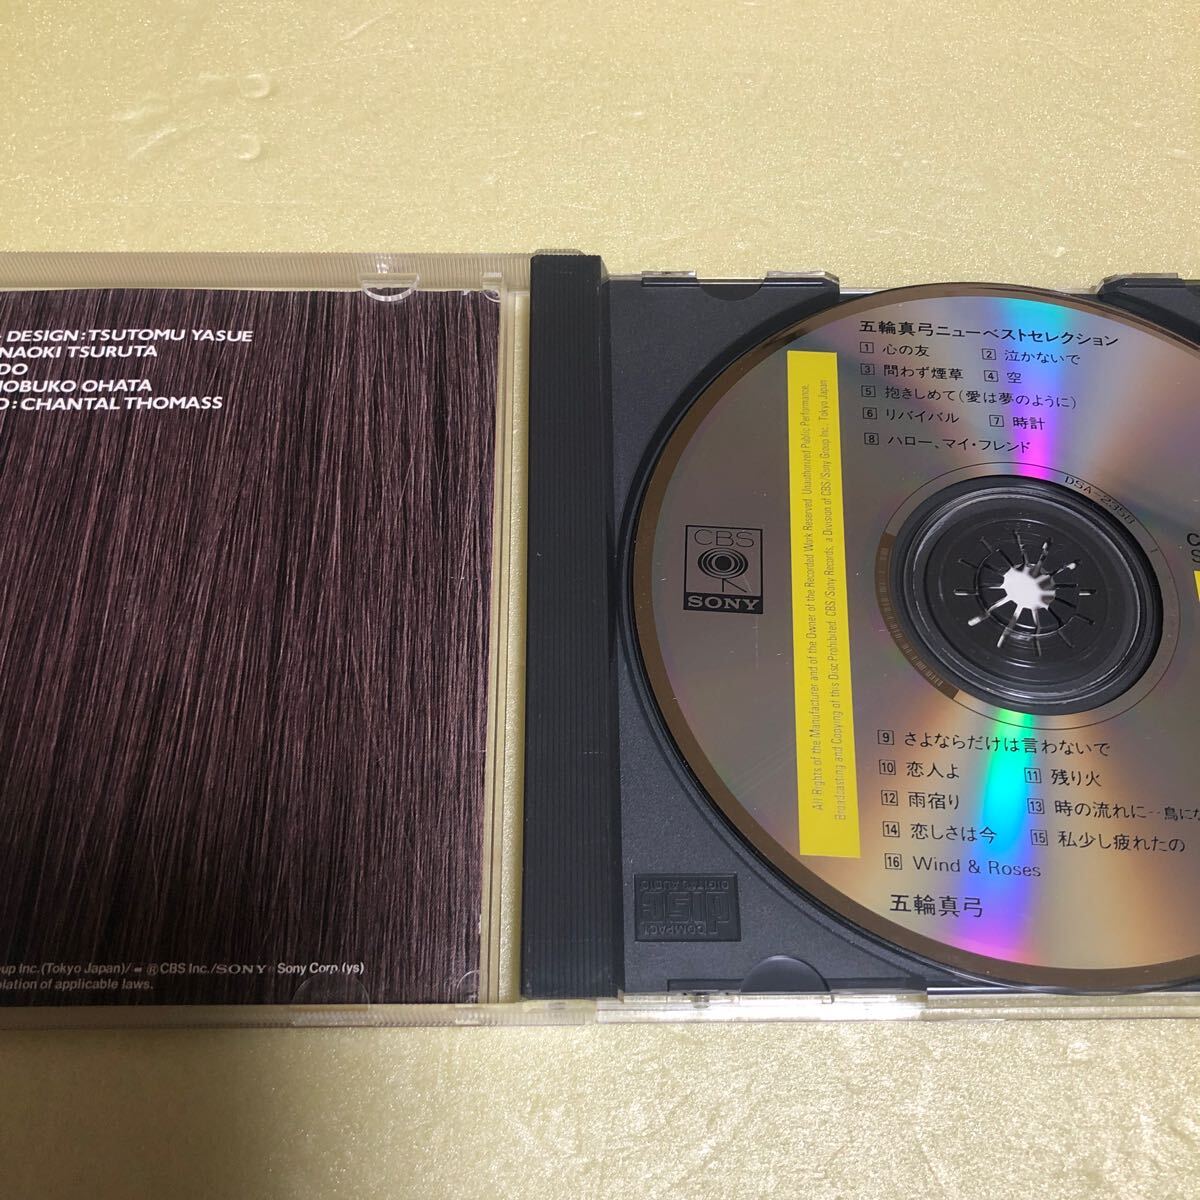 DESIGN:TSUTOMU YASUE
NAOKI TSURUTA
DO
NOBUKO OHATA
O:CHANTAL THOMASS
oup Inc.(Tokyo Japan)/ ®CBS Inc./SONY Sony Corp.(ys)
olation of applicable laws.
五輪真弓ニューベストセレクション
1 心の友 2 泣かないで
3 問わず煙草 4 空
5 抱きしめて(愛は夢のように)
6 リバイバル 7 時計
8 ハロー、マイ・フレンド
DSA-2350 1
CBS
SONY
All Rights of the Manufacturer and of the Owner of the Recorded Work Reserved. Unauthorized Public Performance,
Broadcasting and Copying of this Disc Prohibited. CBS/Sony Records, a Division of CBS/Sony Group Inc., Tokyo Japan
C
S
9 さよならだけは言わないで
10 恋人よ 11 残り火
12 雨宿り 13 時の流れに--鳥にな
14 恋しさは今 15 私少し疲れたの
16 Wind & Roses
五輪真弓
COMPACT
disc
DIGITAL AUDIO